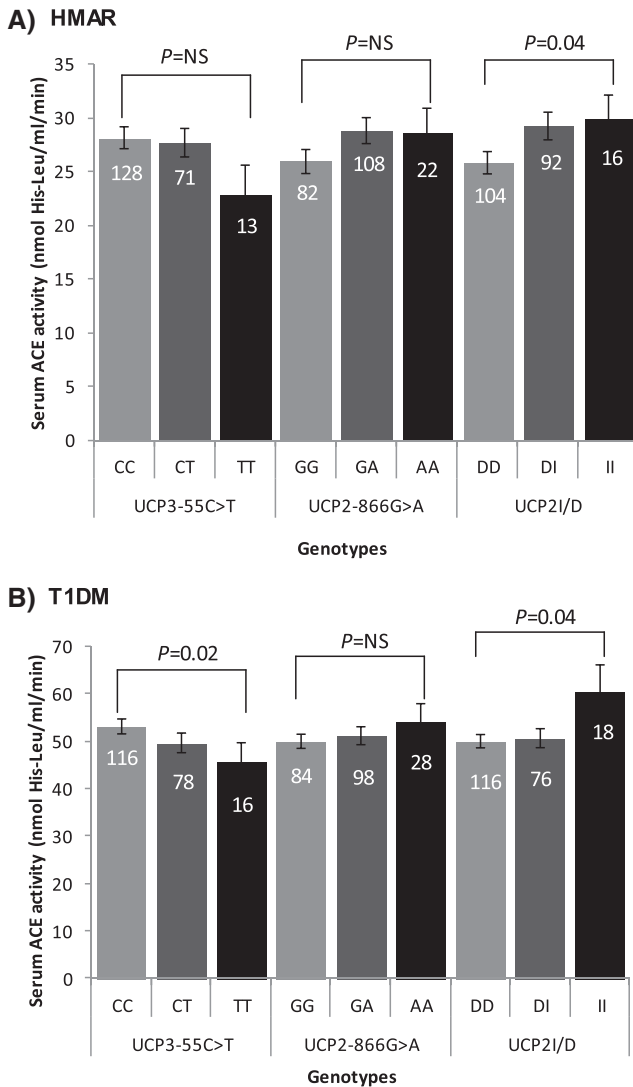 A) HMAR
P=NS P=NS P=0.04
Serum ACE activity (nmol His-Leu/ml/min)
35
30
25
20
15
10
5
0
128 71 13 82 108 22 104 92 16
CC CT TT GG GA AA DD DI II
UCP3-55C>T UCP2-866G>A UCP2I/D
Genotypes
B) T1DM
P=0.02 P=NS P=0.04
Serum ACE activity (nmol His-Leu/ml/min)
70
60
50
40
30
20
10
0
116 78 16 84 98 28 116 76 18
CC CT TT GG GA AA DD DI II
UCP3-55C>T UCP2-866G>A UCP2I/D
Genotypes